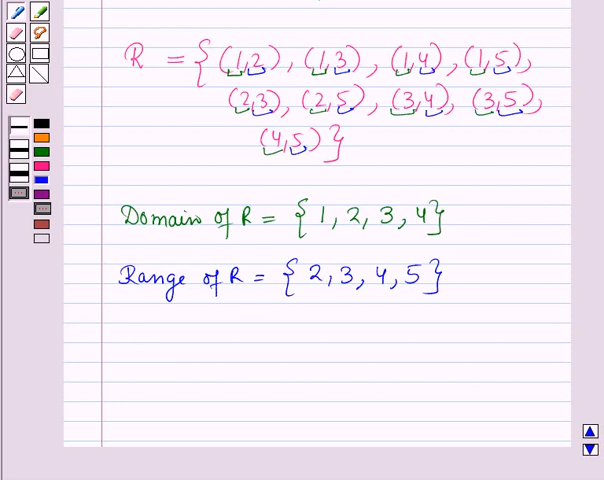 R = { (1,2), (1,3), (1,4), (1,5),
(2,3), (2,5), (3,4), (3,5),
(4,5) }
Domain of R = { 1, 2, 3, 4}
Range of R = { 2, 3, 4, 5}